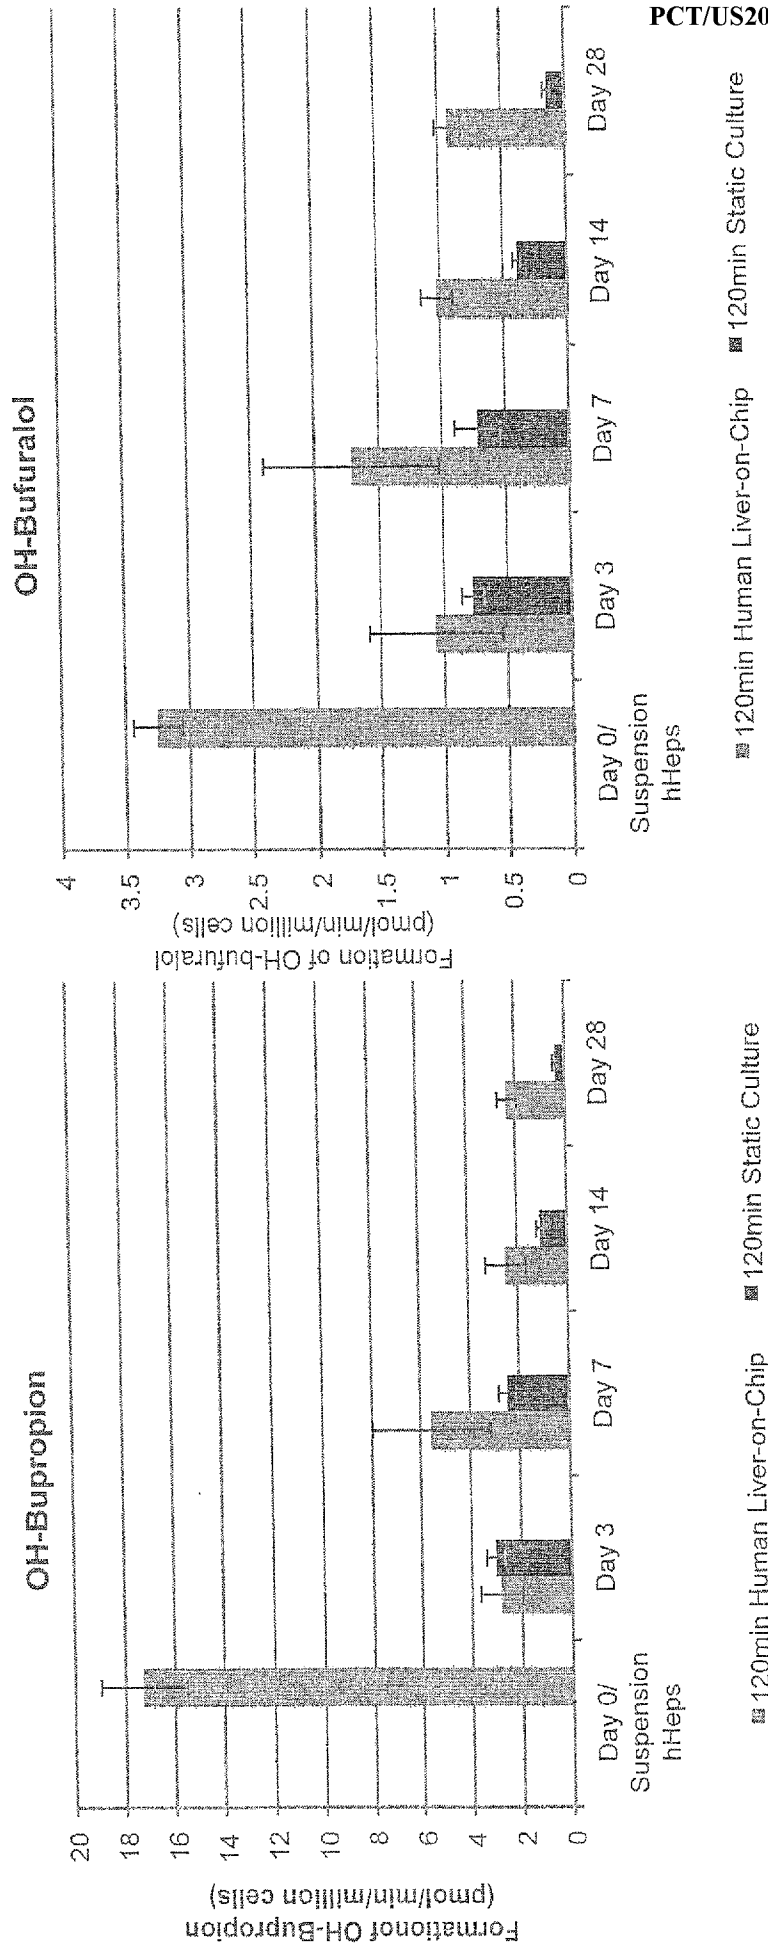 PCT/US20
OH-Bupropion
Formationof OH-Bupropion
(pmol/min/million cells)
20
18
16
14
12
10
8
6
4
2
0
Day 0/
Suspension
hHeps
Day 3
Day 7
Day 14
Day 28
120min Human Liver-on-Chip
120min Static Culture
OH-Bufuralol
Formation of OH-bufuralol
(pmol/min/million cells)
4
3.5
3
2.5
2
1.5
1
0.5
0
Day 0/
Suspension
hHeps
Day 3
Day 7
Day 14
Day 28
120min Human Liver-on-Chip
120min Static Culture